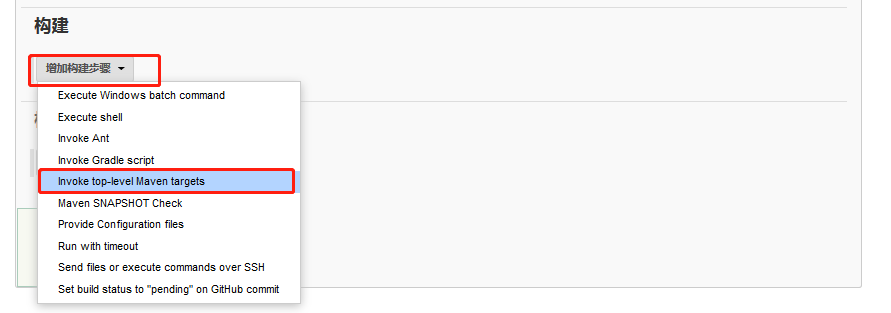 构建
增加构建步骤
Execute Windows batch command
Execute shell
Invoke Ant
Invoke Gradle script
Invoke top-level Maven targets
Maven SNAPSHOT Check
Provide Configuration files
Run with timeout
Send files or execute commands over SSH
Set build status to "pending" on GitHub commit